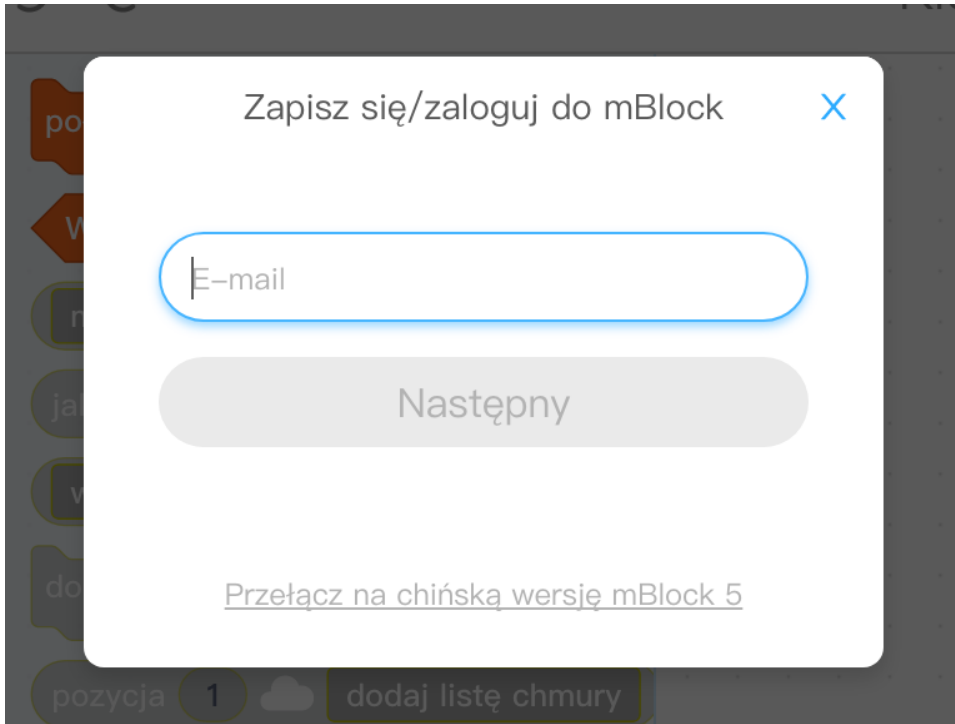 Zapisz się/zaloguj do mBlock
X
E-mail
Następny
Przełącz na chińską wersję mBlock 5
pozycja 1 dodaj listę chmury